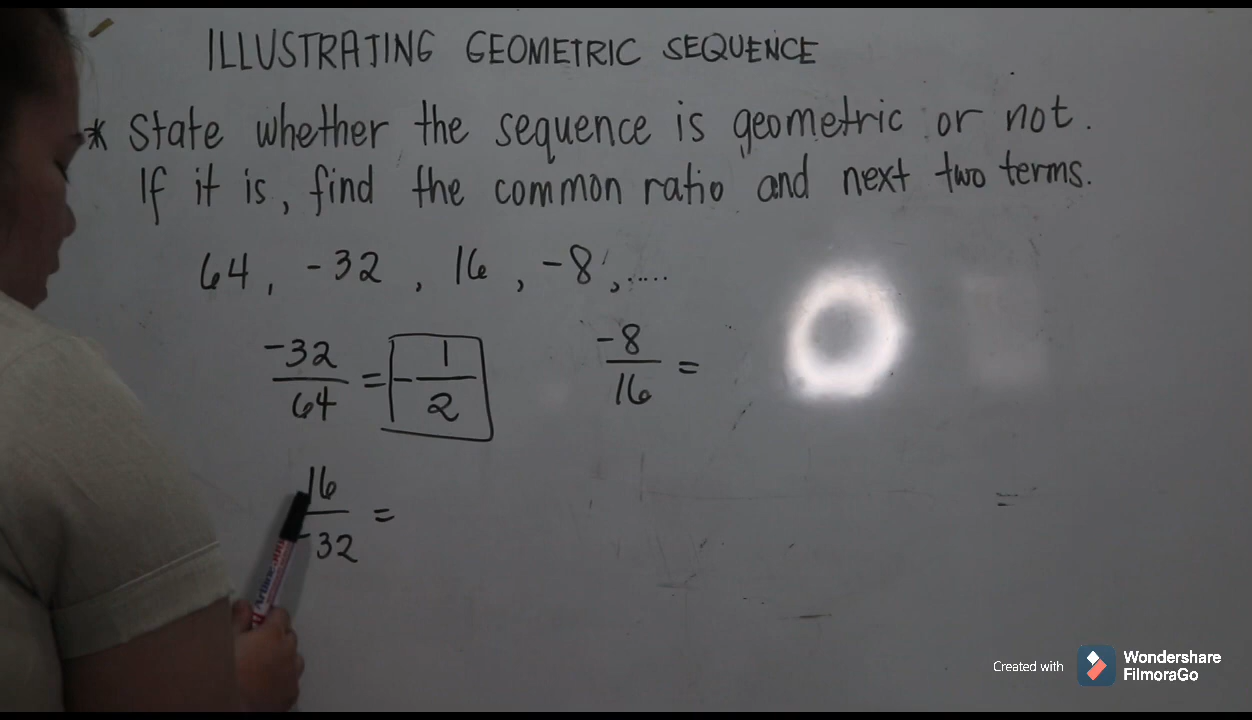 ILLUSTRATING GEOMETRIC SEQUENCE
* State whether the sequence is geometric or not.
If it is, find the common ratio and next two terms.
64, -32, 16, -8, .....
-32/64 = -1/2
-8/16 =
16/-32 =
Artline
Created with
Wondershare
FilmoraGo